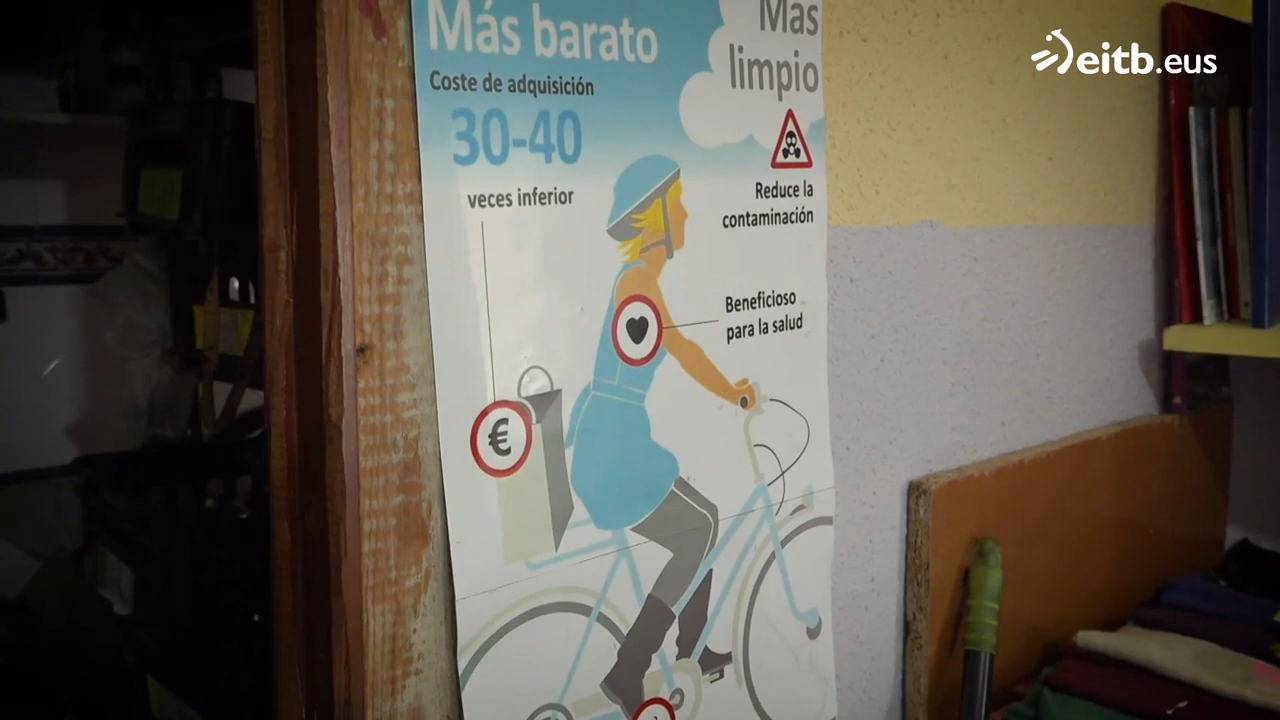 Más barato
Coste de adquisición
30-40
veces inferior
€
Mas
limpio
Reduce la
contaminación
Beneficioso
para la salud
eitb.eus